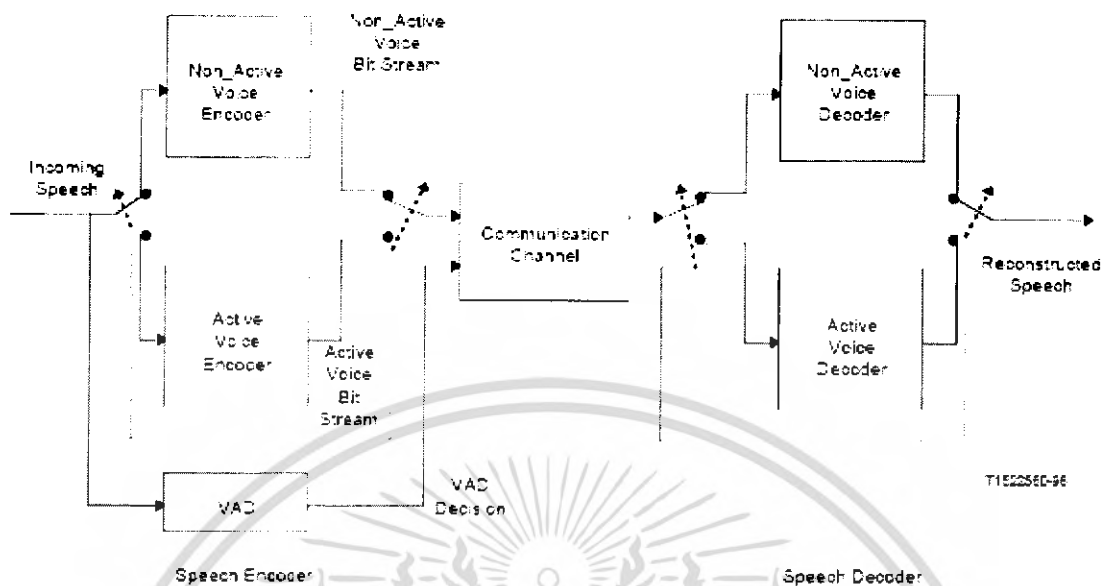 Non_Active
Voice
Bit Stream
Non_Active
Voice
Encoder
Non_Active
Voice
Decoder
Incoming
Speech
Communication
Channel
Reconstructed
Speech
Active
Voice
Encoder
Active
Voice
Bit
Stream
Active
Voice
Decoder
VAD
VAD
Decision
Speech Encoder
Speech Decoder